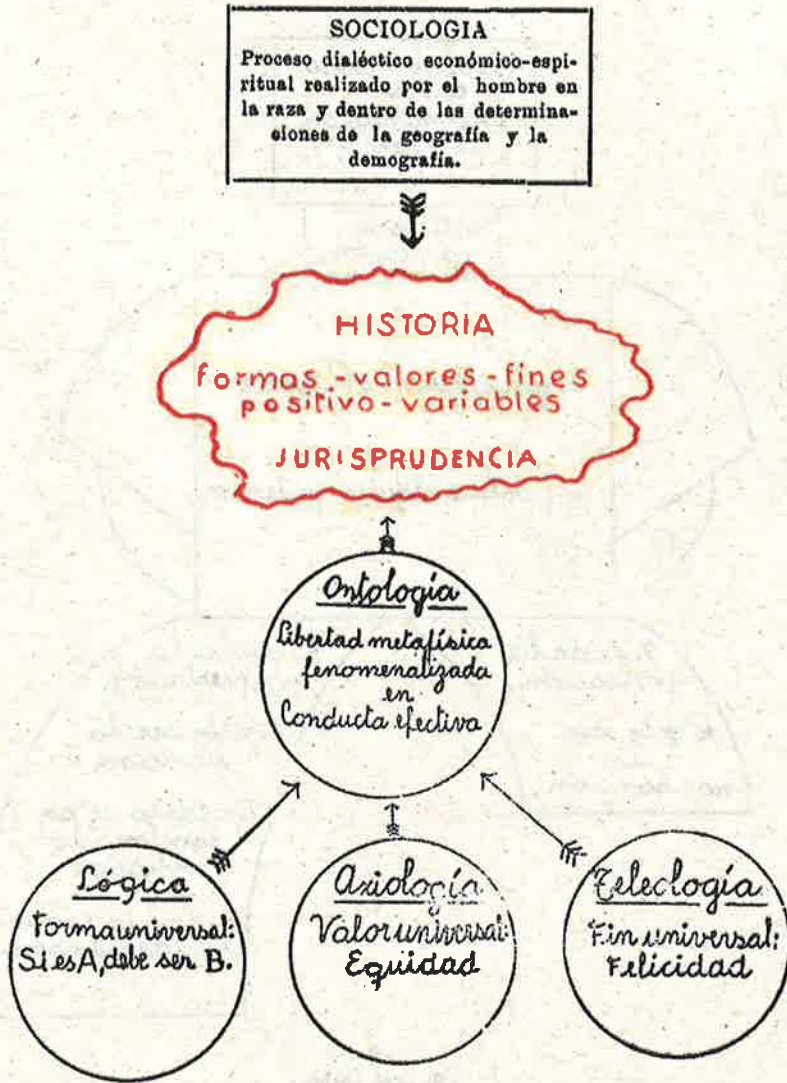 SOCIOLOGIA
Proceso dialéctico económico-espi-
ritual realizado por el hombre en
la raza y dentro de las determina-
ciones de la geografía y la
demografía.
HISTORIA
formas - valores - fines
positivo - variables
JURISPRUDENCIA
Ontología
Libertad metafísica
fenomenalizada
en
Conducta efectiva
Lógica
Forma universal:
Si es A, debe ser B.
Axiología
Valor universal:
Equidad
Teleología
Fin universal:
Felicidad